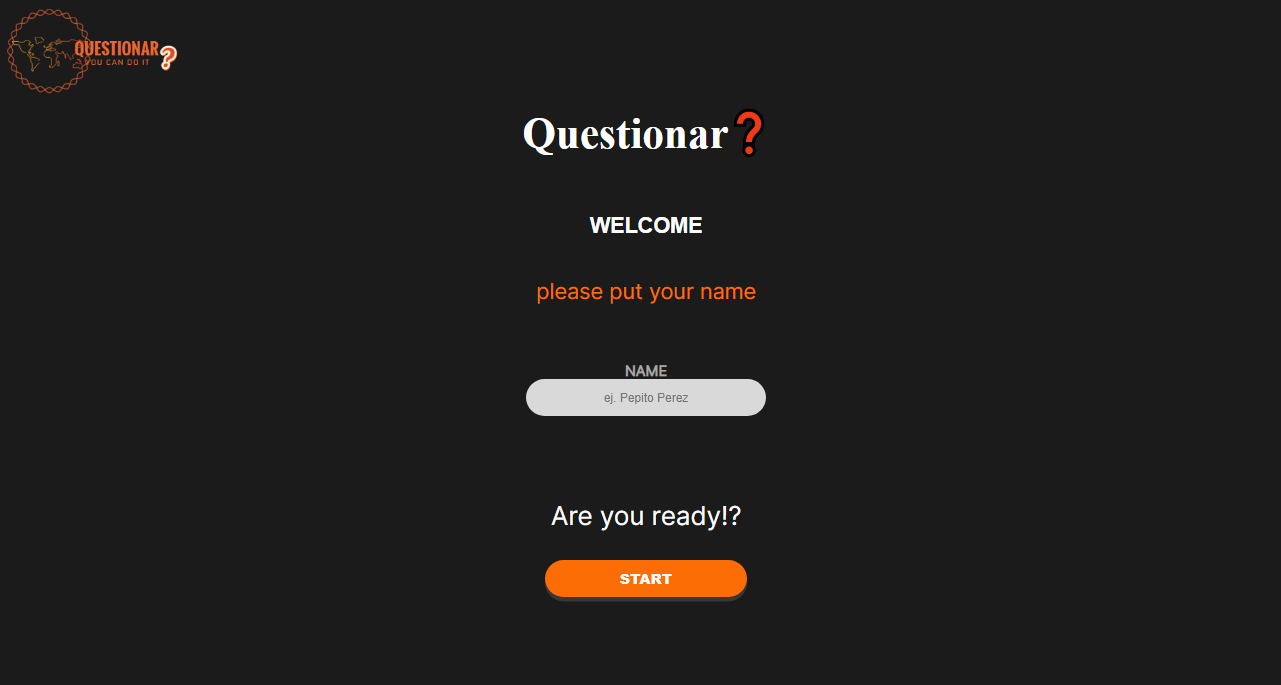 QUESTIONAR?
YOU CAN DO IT
Questionar?
WELCOME
please put your name
NAME
ej. Pepito Perez
Are you ready!?
START